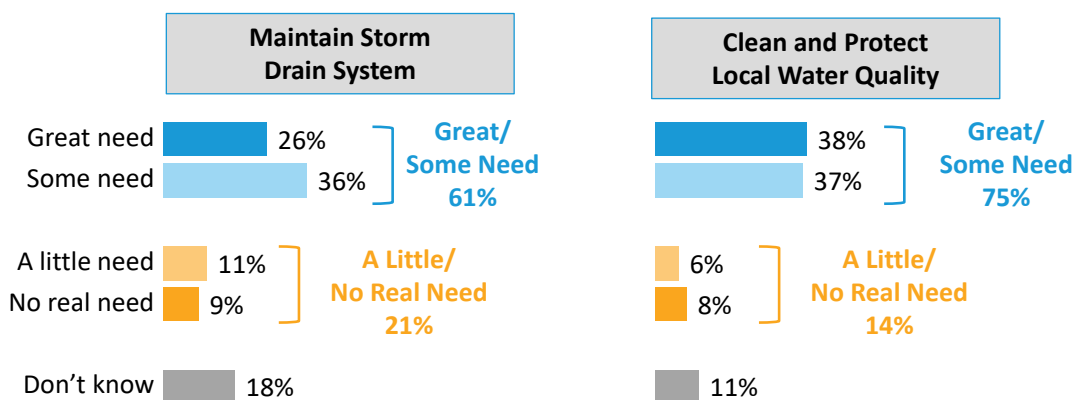 Maintain Storm
Drain System
Clean and Protect
Local Water Quality
Great need
26%
Some need
36%
Great/
Some Need
61%
38%
37%
Great/
Some Need
75%
A little need
11%
No real need
9%
A Little/
No Real Need
21%
6%
8%
A Little/
No Real Need
14%
Don’t know
18%
11%